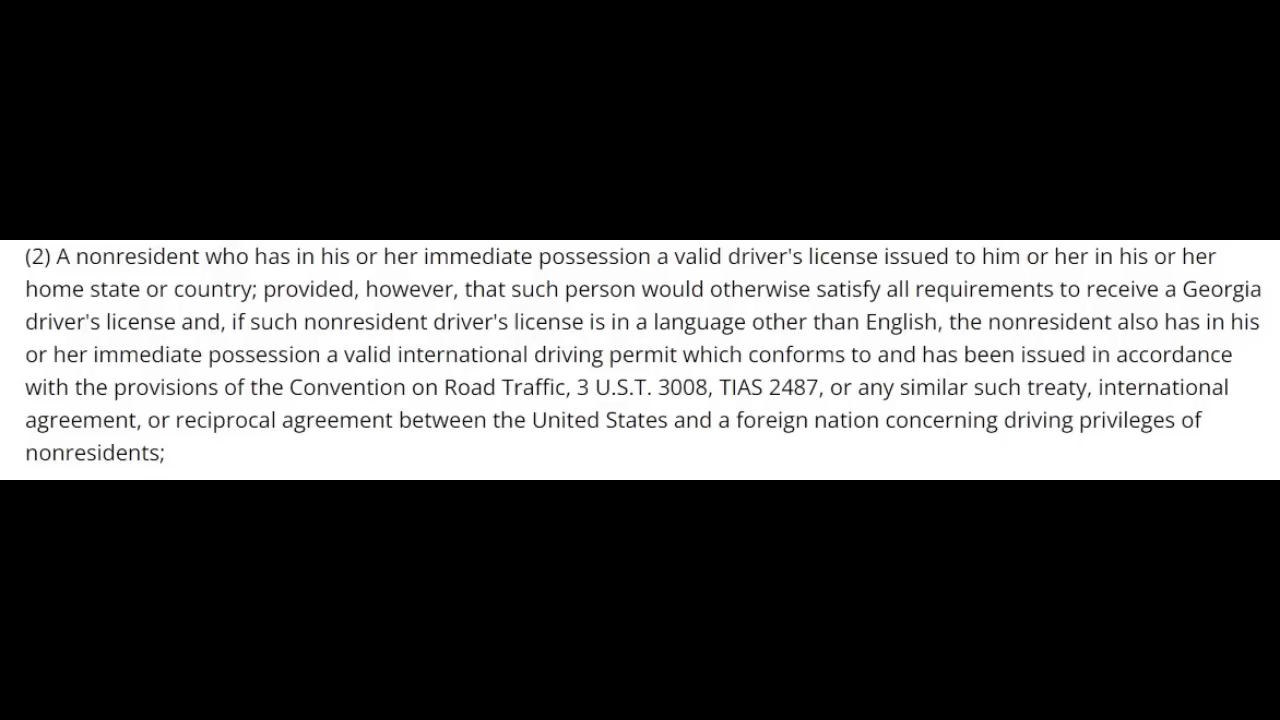 (2) A nonresident who has in his or her immediate possession a valid driver's license issued to him or her in his or her
home state or country; provided, however, that such person would otherwise satisfy all requirements to receive a Georgia
driver's license and, if such nonresident driver's license is in a language other than English, the nonresident also has in his
or her immediate possession a valid international driving permit which conforms to and has been issued in accordance
with the provisions of the Convention on Road Traffic, 3 U.S.T. 3008, TIAS 2487, or any similar such treaty, international
agreement, or reciprocal agreement between the United States and a foreign nation concerning driving privileges of
nonresidents;